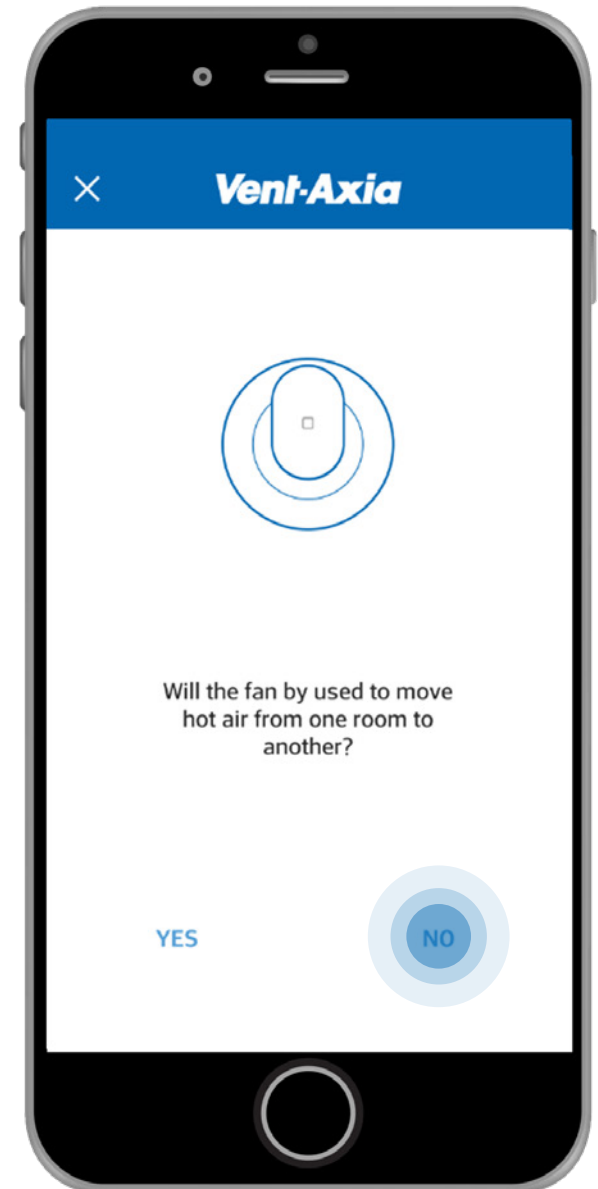 Vent-Axia
Will the fan by used to move
hot air from one room to
another?
YES NO